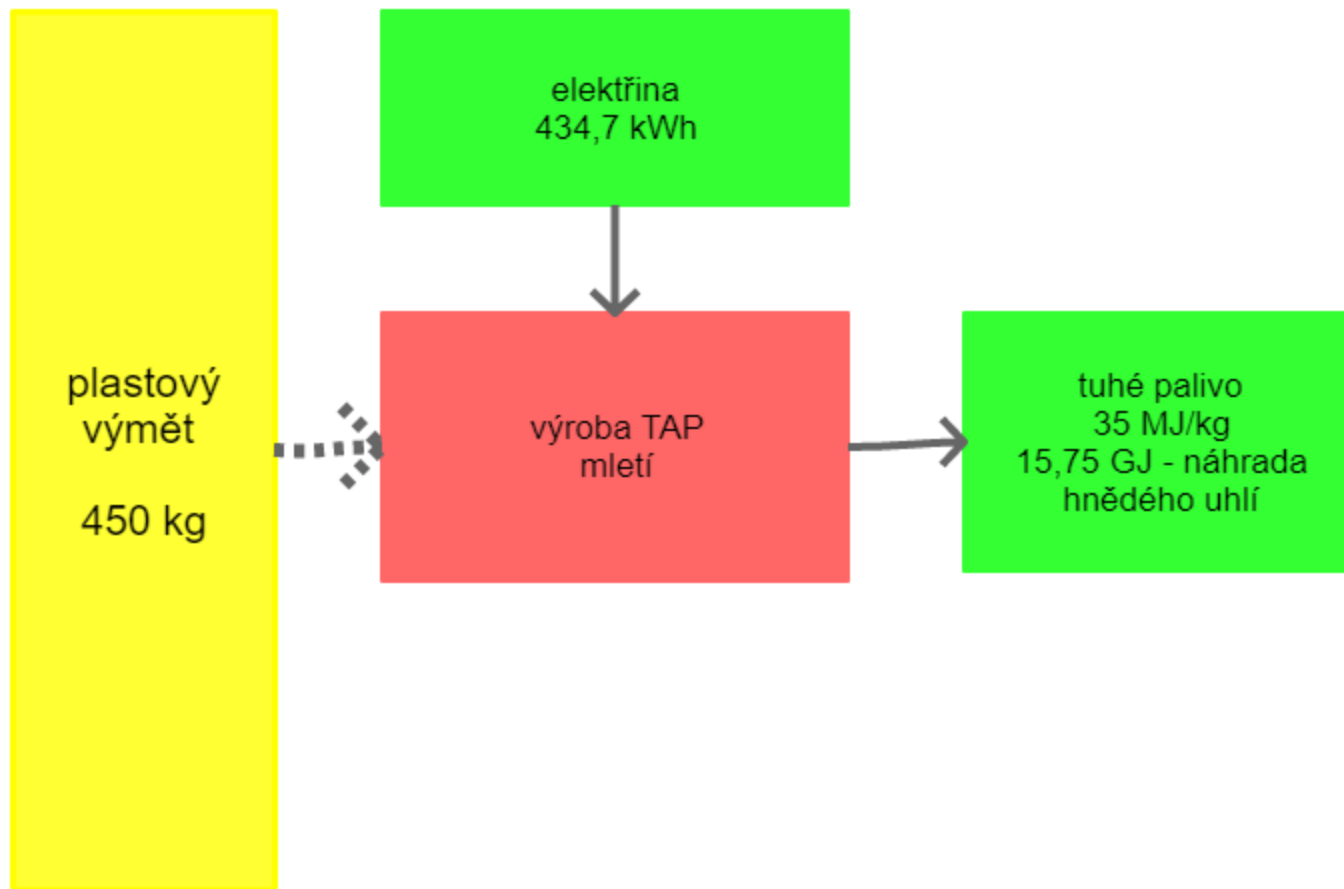 elektřina
434,7 kWh
plastový
výmět
450 kg
výroba TAP
mletí
tuhé palivo
35 MJ/kg
15,75 GJ - náhrada
hnědého uhlí